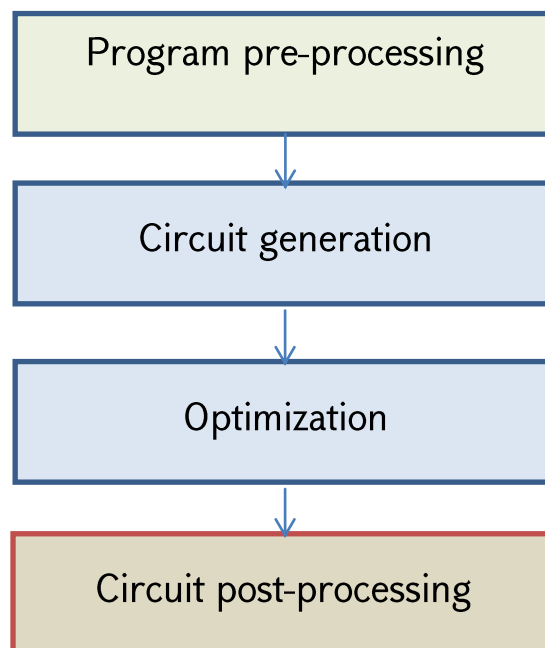 Program pre-processing
Circuit generation
Optimization
Circuit post-processing